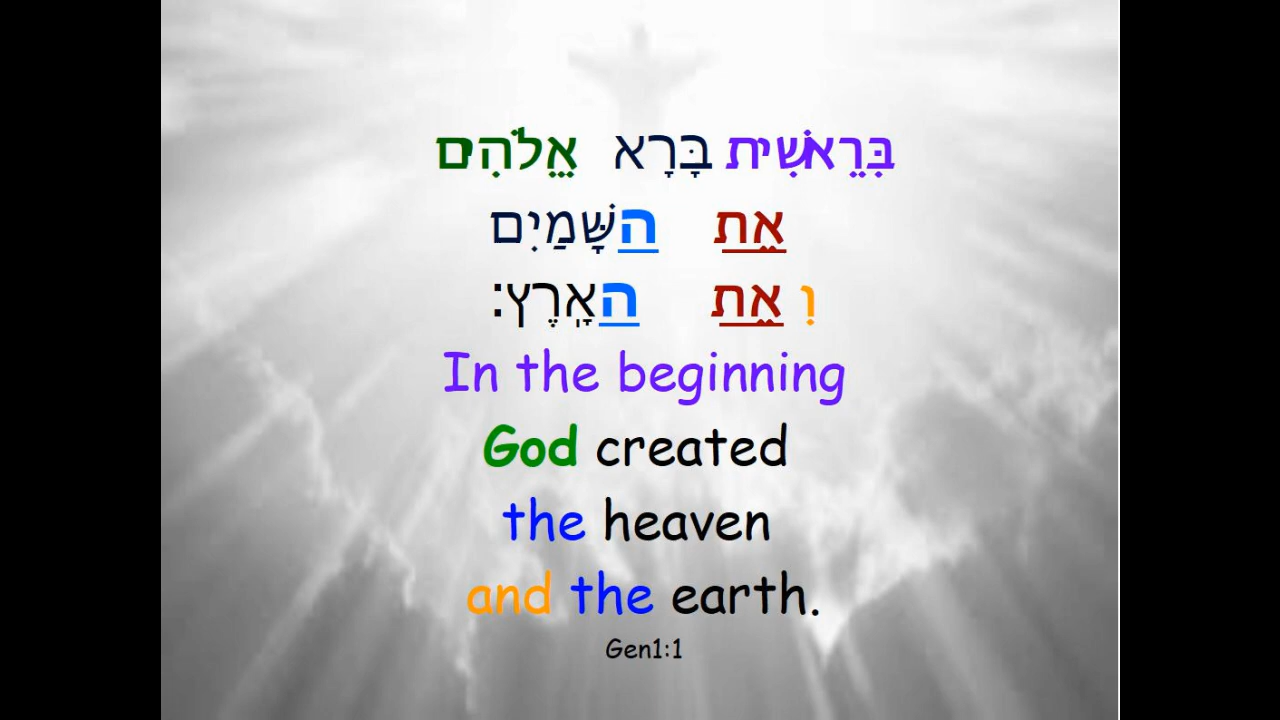 בְּרֵאשִׁית בָּרָא אֱלֹהִים
אֵת הַשָּׁמַיִם
וְ אֵת הָאָרֶץ׃
In the beginning
God created
the heaven
and the earth.
Gen1:1